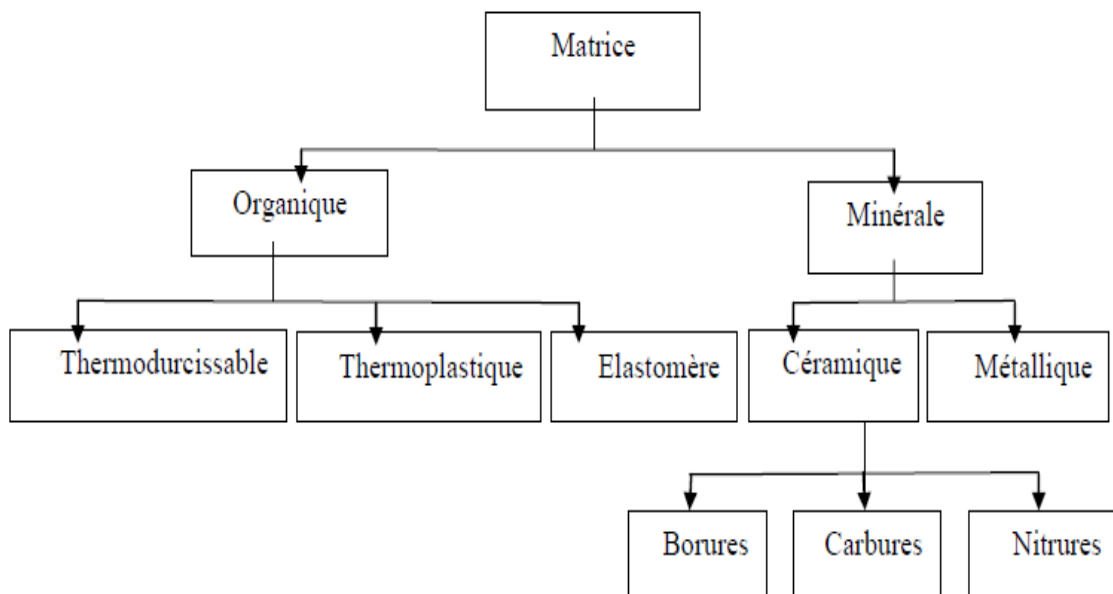 Matrice
Organique
Minérale
Thermodurcissable
Thermoplastique
Elastomère
Céramique
Métallique
Borures
Carbures
Nitrures